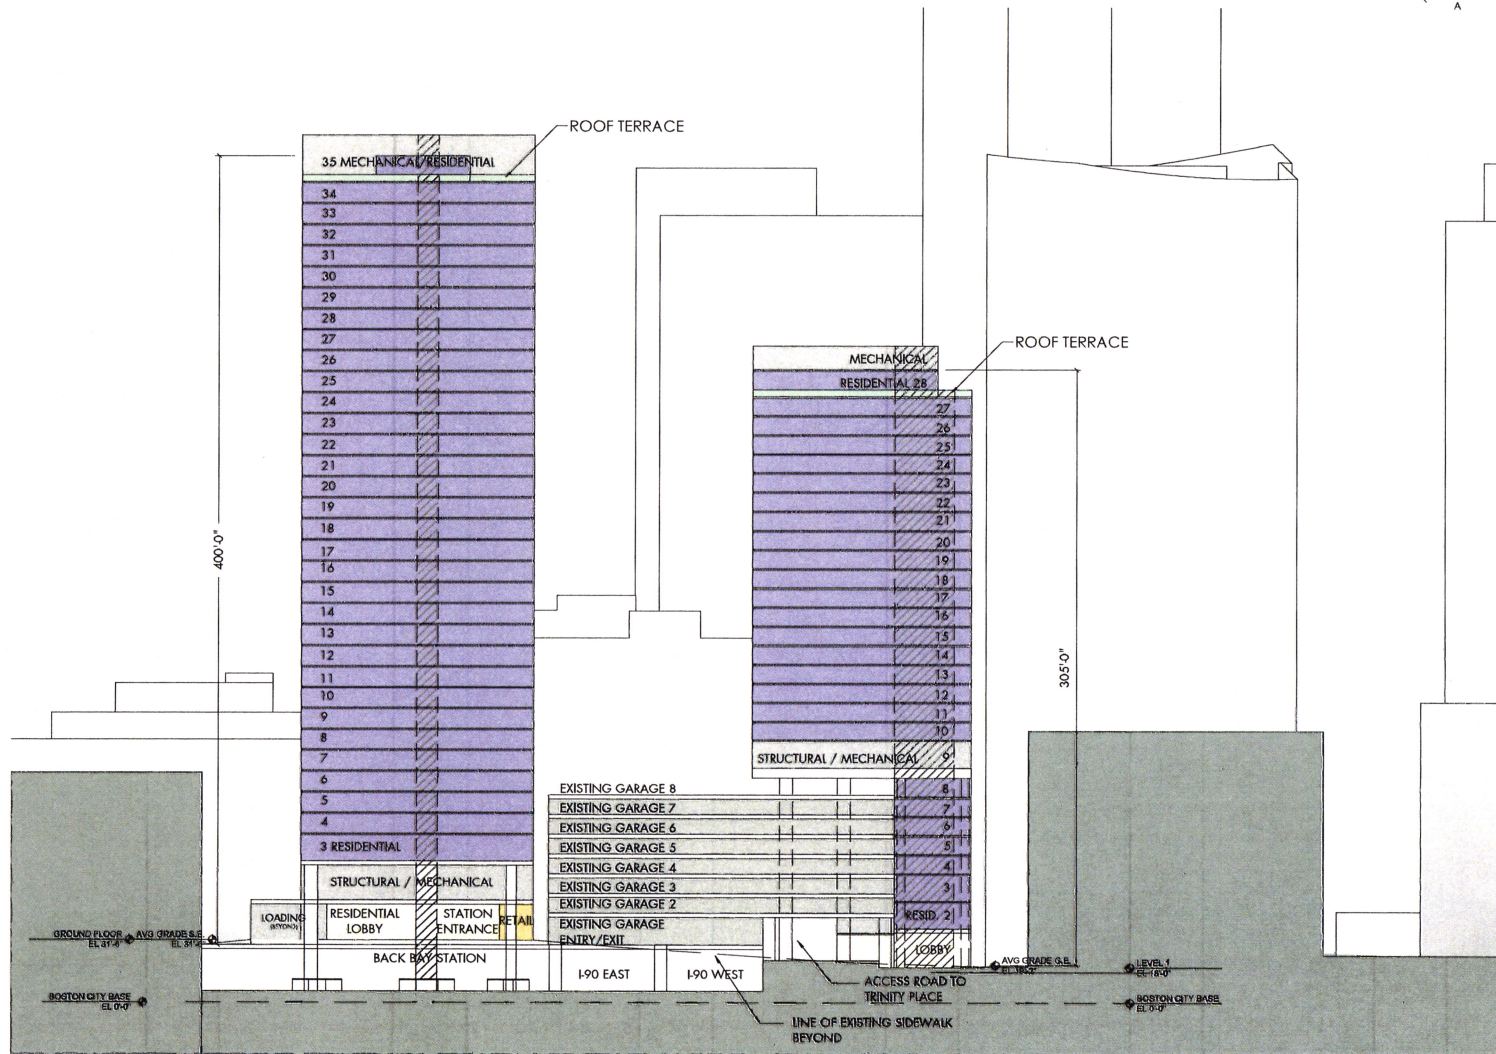 A
ROOF TERRACE
35 MECHANICAL/RESIDENTIAL
34
33
32
31
30
29
28
27
26
25
24
23
22
21
20
19
18
17
16
15
14
13
12
11
10
9
8
7
6
5
4
3 RESIDENTIAL
STRUCTURAL / MECHANICAL
LOADING
(BEYOND)
RESIDENTIAL
LOBBY
STATION
ENTRANCE
RETAIL
BACK BAY STATION
400'-0"
GROUND FLOOR
EL 31'-6"
AVG GRADE S.E.
BOSTON CITY BASE
EL 0'-0"
ROOF TERRACE
MECHANICAL
RESIDENTIAL 28
27
26
25
24
23
22
21
20
19
18
17
16
15
14
13
12
11
10
STRUCTURAL / MECHANICAL 9
8
7
6
5
4
3
RESID. 2
LOBBY
305'-0"
EXISTING GARAGE 8
EXISTING GARAGE 7
EXISTING GARAGE 6
EXISTING GARAGE 5
EXISTING GARAGE 4
EXISTING GARAGE 3
EXISTING GARAGE 2
EXISTING GARAGE
ENTRY/EXIT
I-90 EAST
I-90 WEST
ACCESS ROAD TO
TRINITY PLACE
LINE OF EXISTING SIDEWALK
BEYOND
AVG GRADE G.E.
LEVEL 1
EL 18'-0"
BOSTON CITY BASE
EL 0'-0"